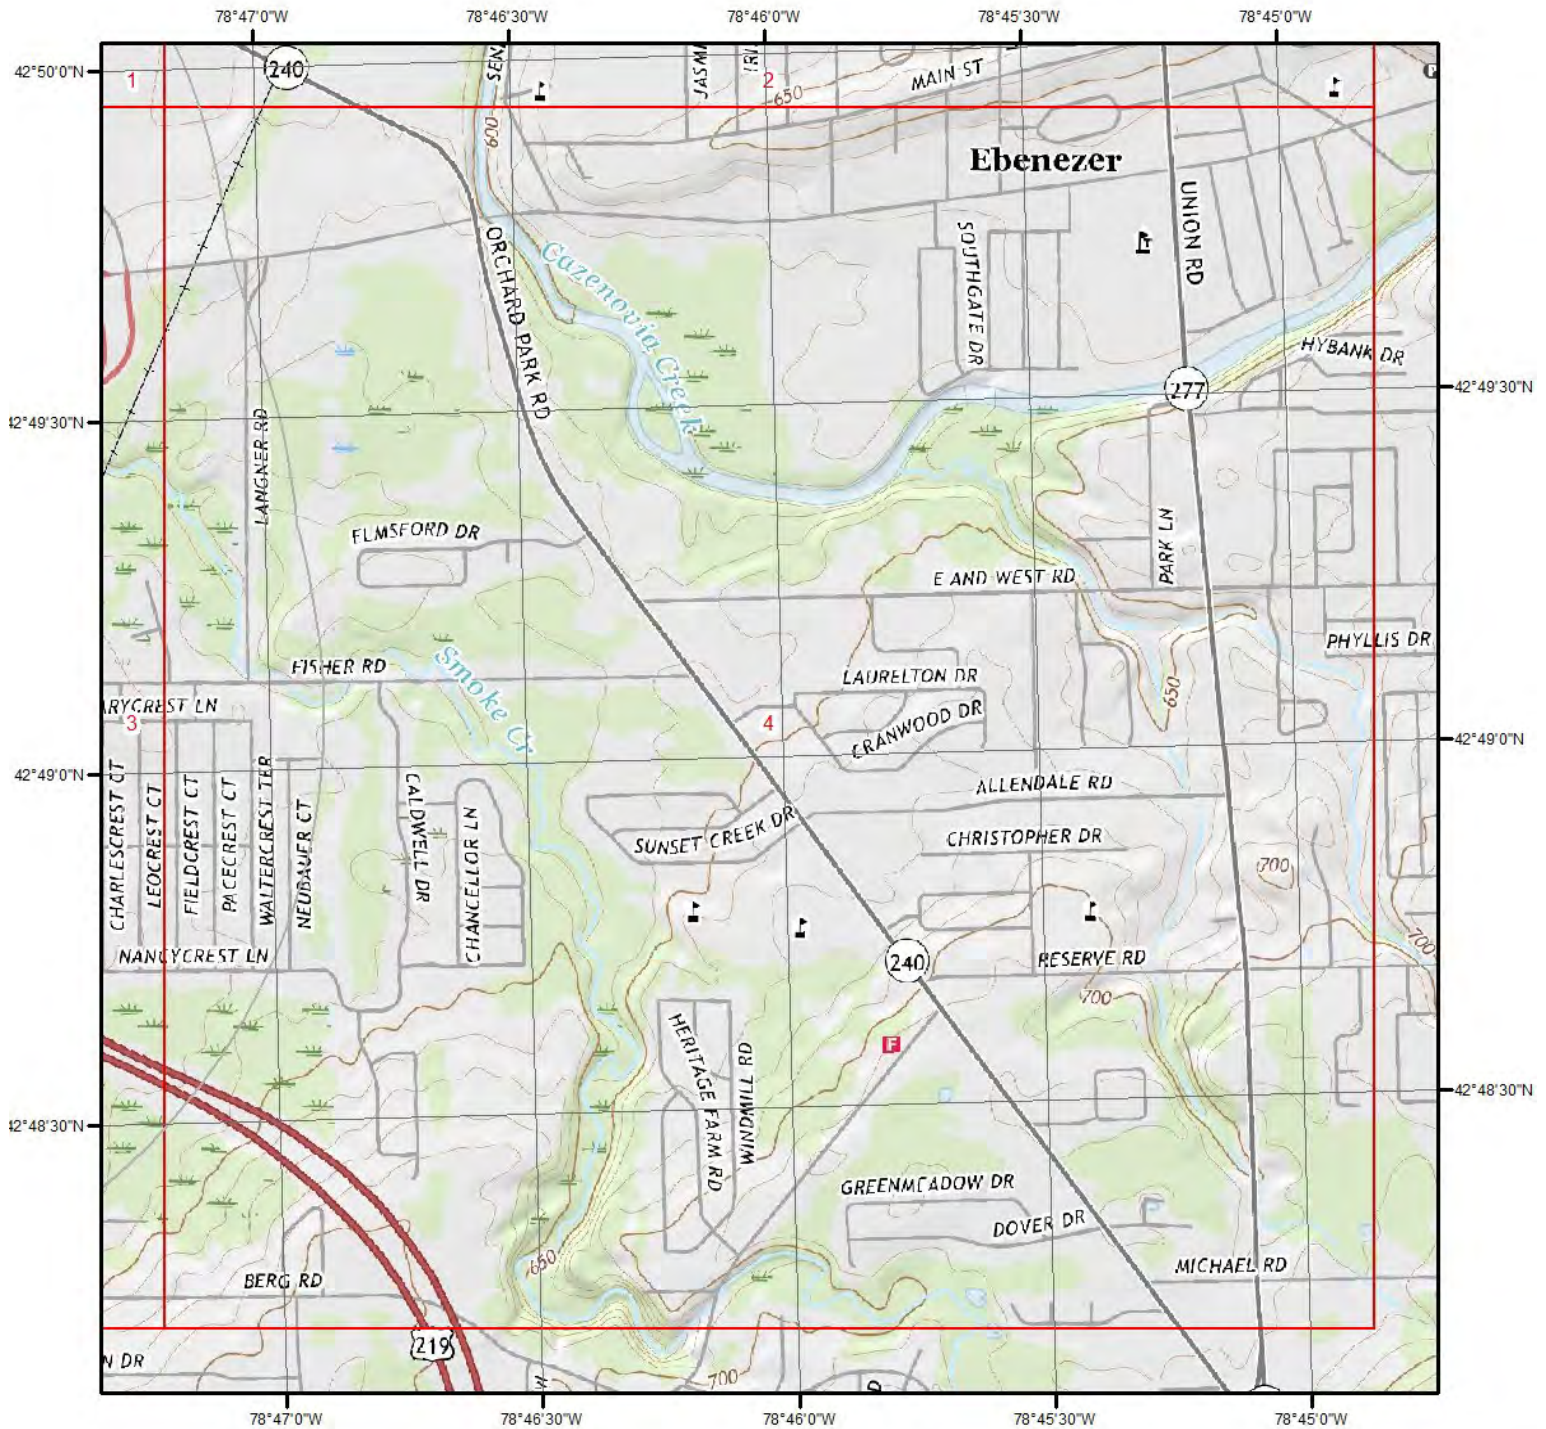 78°47'0"W 78°46'30"W 78°46'0"W 78°45'30"W 78°45'0"W
42°50'0"N
1
240
SEN
JASW
IRI
2
650
MAIN ST
600
Ebenezer
ORCHARD PARK RD
Cazenovia Creek
SOUTHGATE DR
UNION RD
HYBANK DR
277
42°49'30"N
42°49'30"N
LANGNER RD
ELMSFORD DR
PARK LN
E AND WEST RD
PHYLLIS DR
FISHER RD
Smoke Cr
LAURELTON DR
650
RYCREST LN
3
4
CRANWOOD DR
42°49'0"N
42°49'0"N
CHARLESCREST CT
LEOCREST CT
FIELDCREST CT
PACECREST CT
WALTERCREST TER
NEUBAUER CT
CALDWELL DR
CHANCELLOR LN
ALLENDALE RD
SUNSET CREEK DR
CHRISTOPHER DR
700
NANCYCREST LN
240
RESERVE RD
700
700
HERITAGE FARM RD
WINDMILL RD
F
42°48'30"N
42°48'30"N
GREENMEADOW DR
DOVER DR
650
MICHAEL RD
BERG RD
219
N DR
W
700
D
78°47'0"W 78°46'30"W 78°46'0"W 78°45'30"W 78°45'0"W